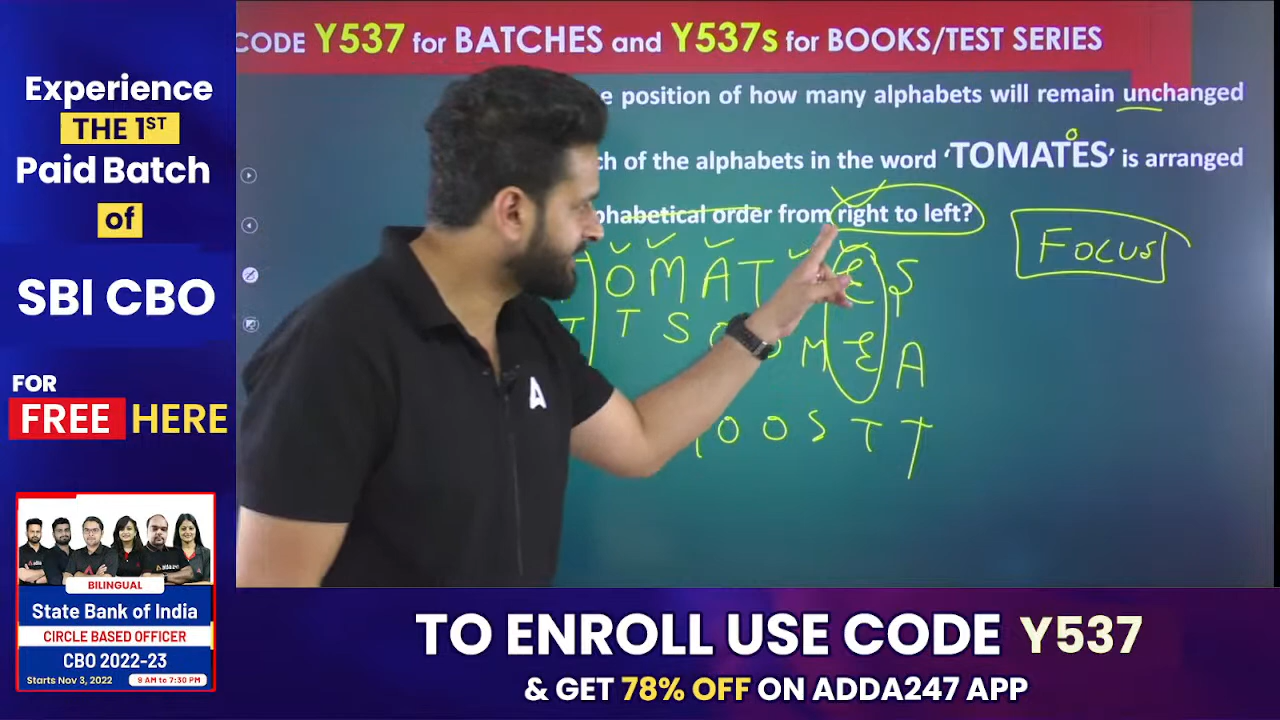 CODE Y537 for BATCHES and Y537s for BOOKS/TEST SERIES
Experience
THE 1ST
Paid Batch
of
SBI CBO
FOR
FREE HERE
e position of how many alphabets will remain unchanged
ch of the alphabets in the word ‘TOMATES’ is arranged
phabetical order from right to left?
O
FOCUS
O M A T E S
T T S O O M E A
O O S T T
BILINGUAL
State Bank of India
CIRCLE BASED OFFICER
CBO 2022-23
Starts Nov 3, 2022 9 AM to 7:30 PM
TO ENROLL USE CODE Y537
& GET 78% OFF ON ADDA247 APP